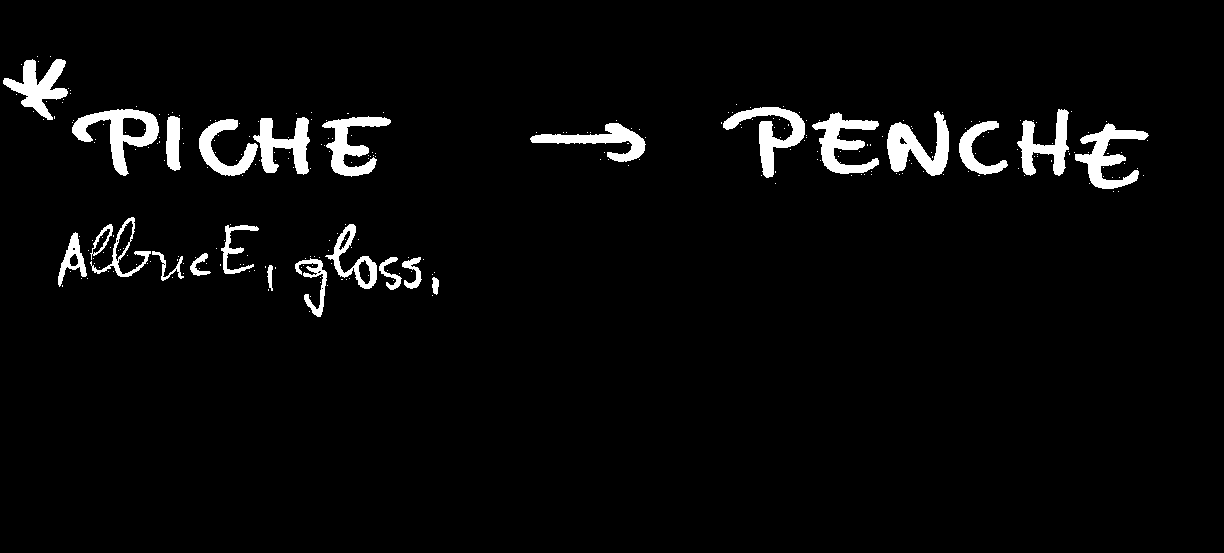 *PICHE → PENCHE
AlbucE, gloss,